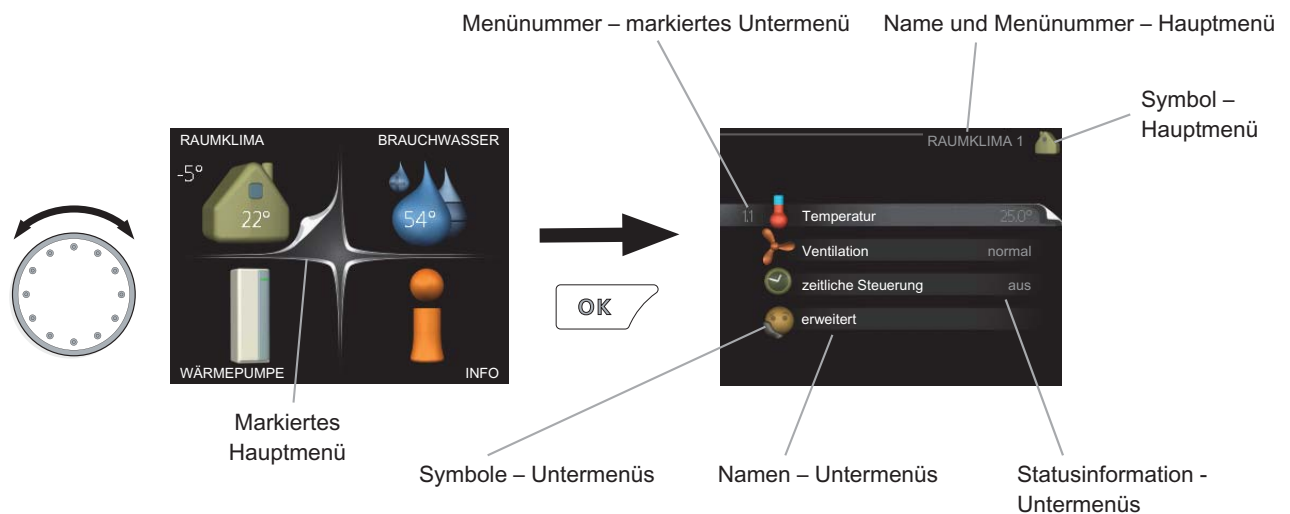 Menünummer – markiertes Untermenü
Name und Menünummer – Hauptmenü
Symbol –
Hauptmenü
RAUMKLIMA
BRAUCHWASSER
-5°
22°
54°
WÄRMEPUMPE
INFO
OK
RAUMKLIMA 1
1.1 Temperatur 25.0°
Ventilation normal
zeitliche Steuerung aus
erweitert
Markiertes
Hauptmenü
Symbole – Untermenüs
Namen – Untermenüs
Statusinformation -
Untermenüs